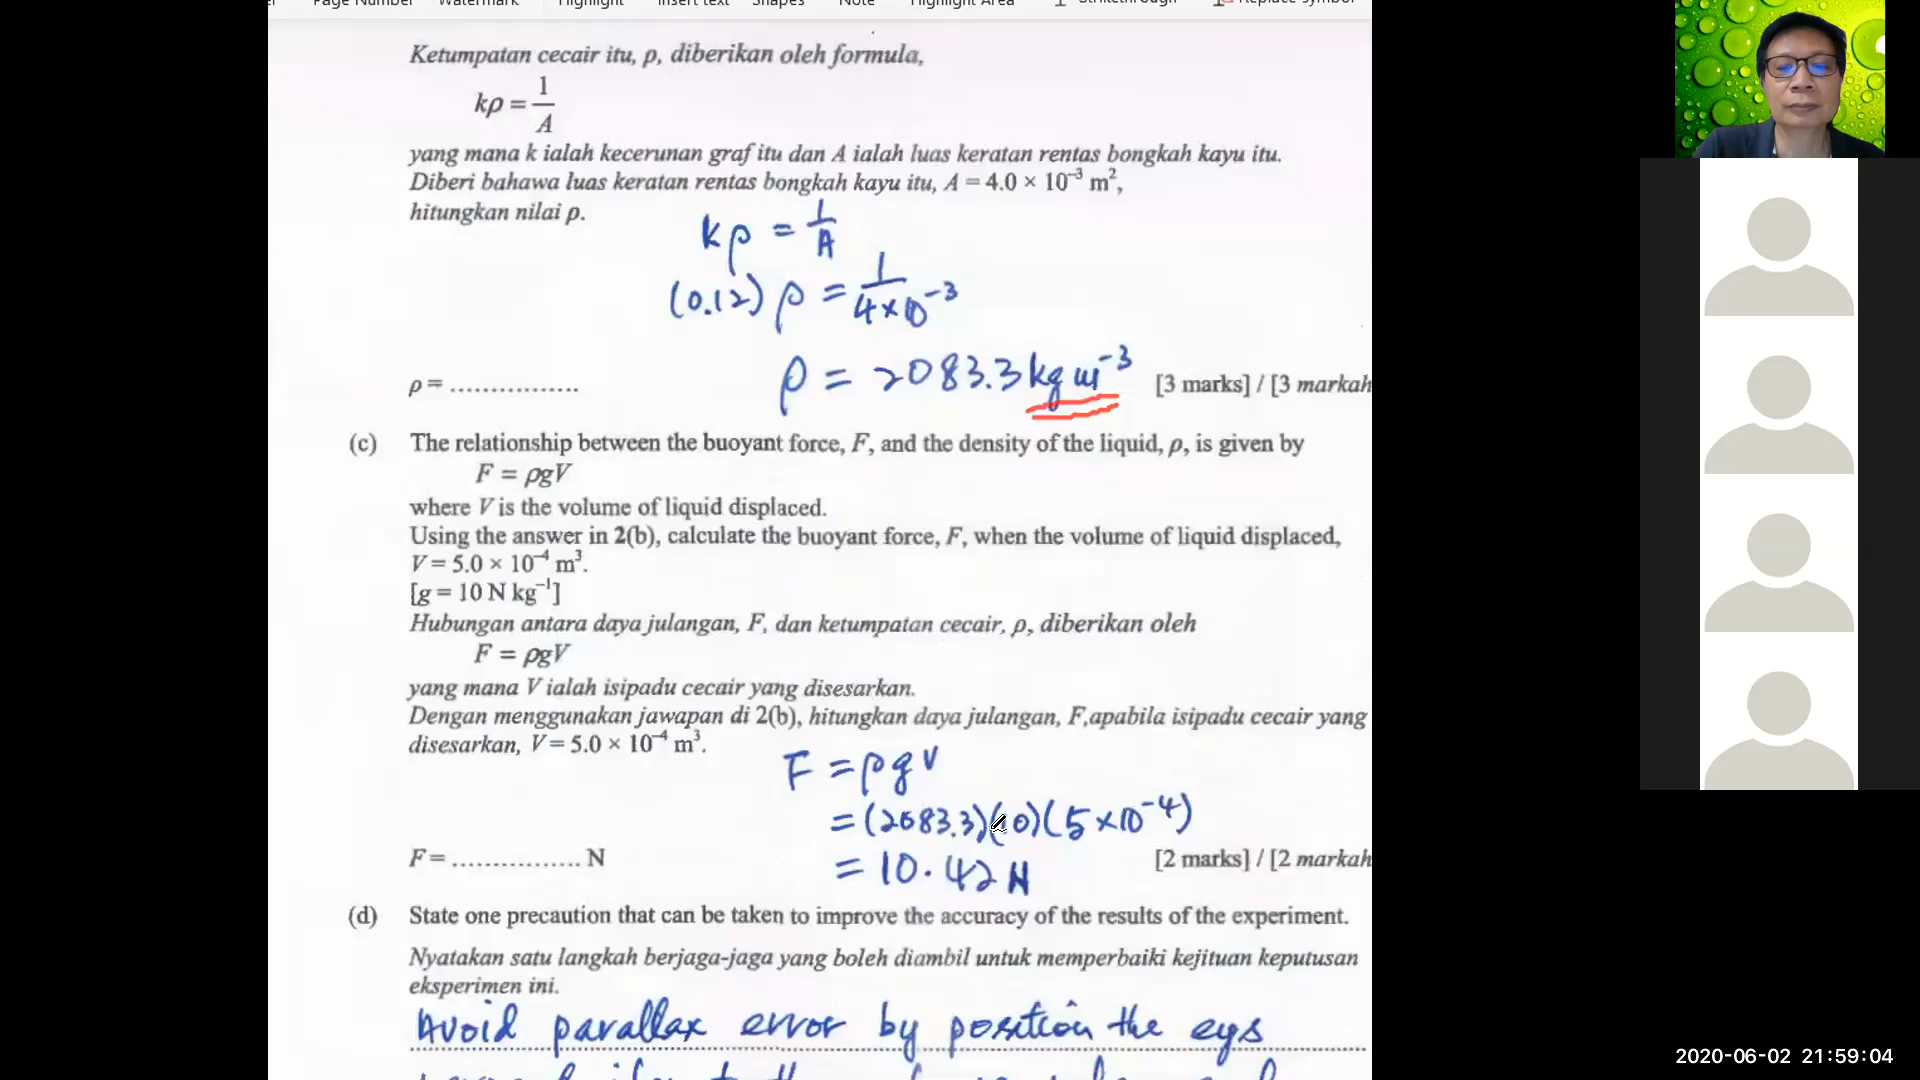 Page Number Watermark Highlight Insert text Shapes Note Highlight Area Strikethrough Replace symbol
Ketumpatan cecair itu, ρ, diberikan oleh formula,
kρ = 1/A
yang mana k ialah kecerunan graf itu dan A ialah luas keratan rentas bongkah kayu itu.
Diberi bahawa luas keratan rentas bongkah kayu itu, A = 4.0 × 10⁻³ m²,
hitungkan nilai ρ.
kρ = 1/A
(0.12) ρ = 1/4×10⁻³
ρ = ................ ρ = 2083.3 kg m⁻³ [3 marks] / [3 markah
(c) The relationship between the buoyant force, F, and the density of the liquid, ρ, is given by
F = ρgV
where V is the volume of liquid displaced.
Using the answer in 2(b), calculate the buoyant force, F, when the volume of liquid displaced,
V = 5.0 × 10⁻⁴ m³.
[g = 10 N kg⁻¹]
Hubungan antara daya julangan, F, dan ketumpatan cecair, ρ, diberikan oleh
F = ρgV
yang mana V ialah isipadu cecair yang disesarkan.
Dengan menggunakan jawapan di 2(b), hitungkan daya julangan, F,apabila isipadu cecair yang
disesarkan, V = 5.0 × 10⁻⁴ m³.
F = ρgV
= (2083.3)(10)(5×10⁻⁴)
F = ................ N = 10.42 N [2 marks] / [2 markah
(d) State one precaution that can be taken to improve the accuracy of the results of the experiment.
Nyatakan satu langkah berjaga-jaga yang boleh diambil untuk memperbaiki kejituan keputusan
eksperimen ini.
Avoid parallax error by position the eys
2020-06-02 21:59:04